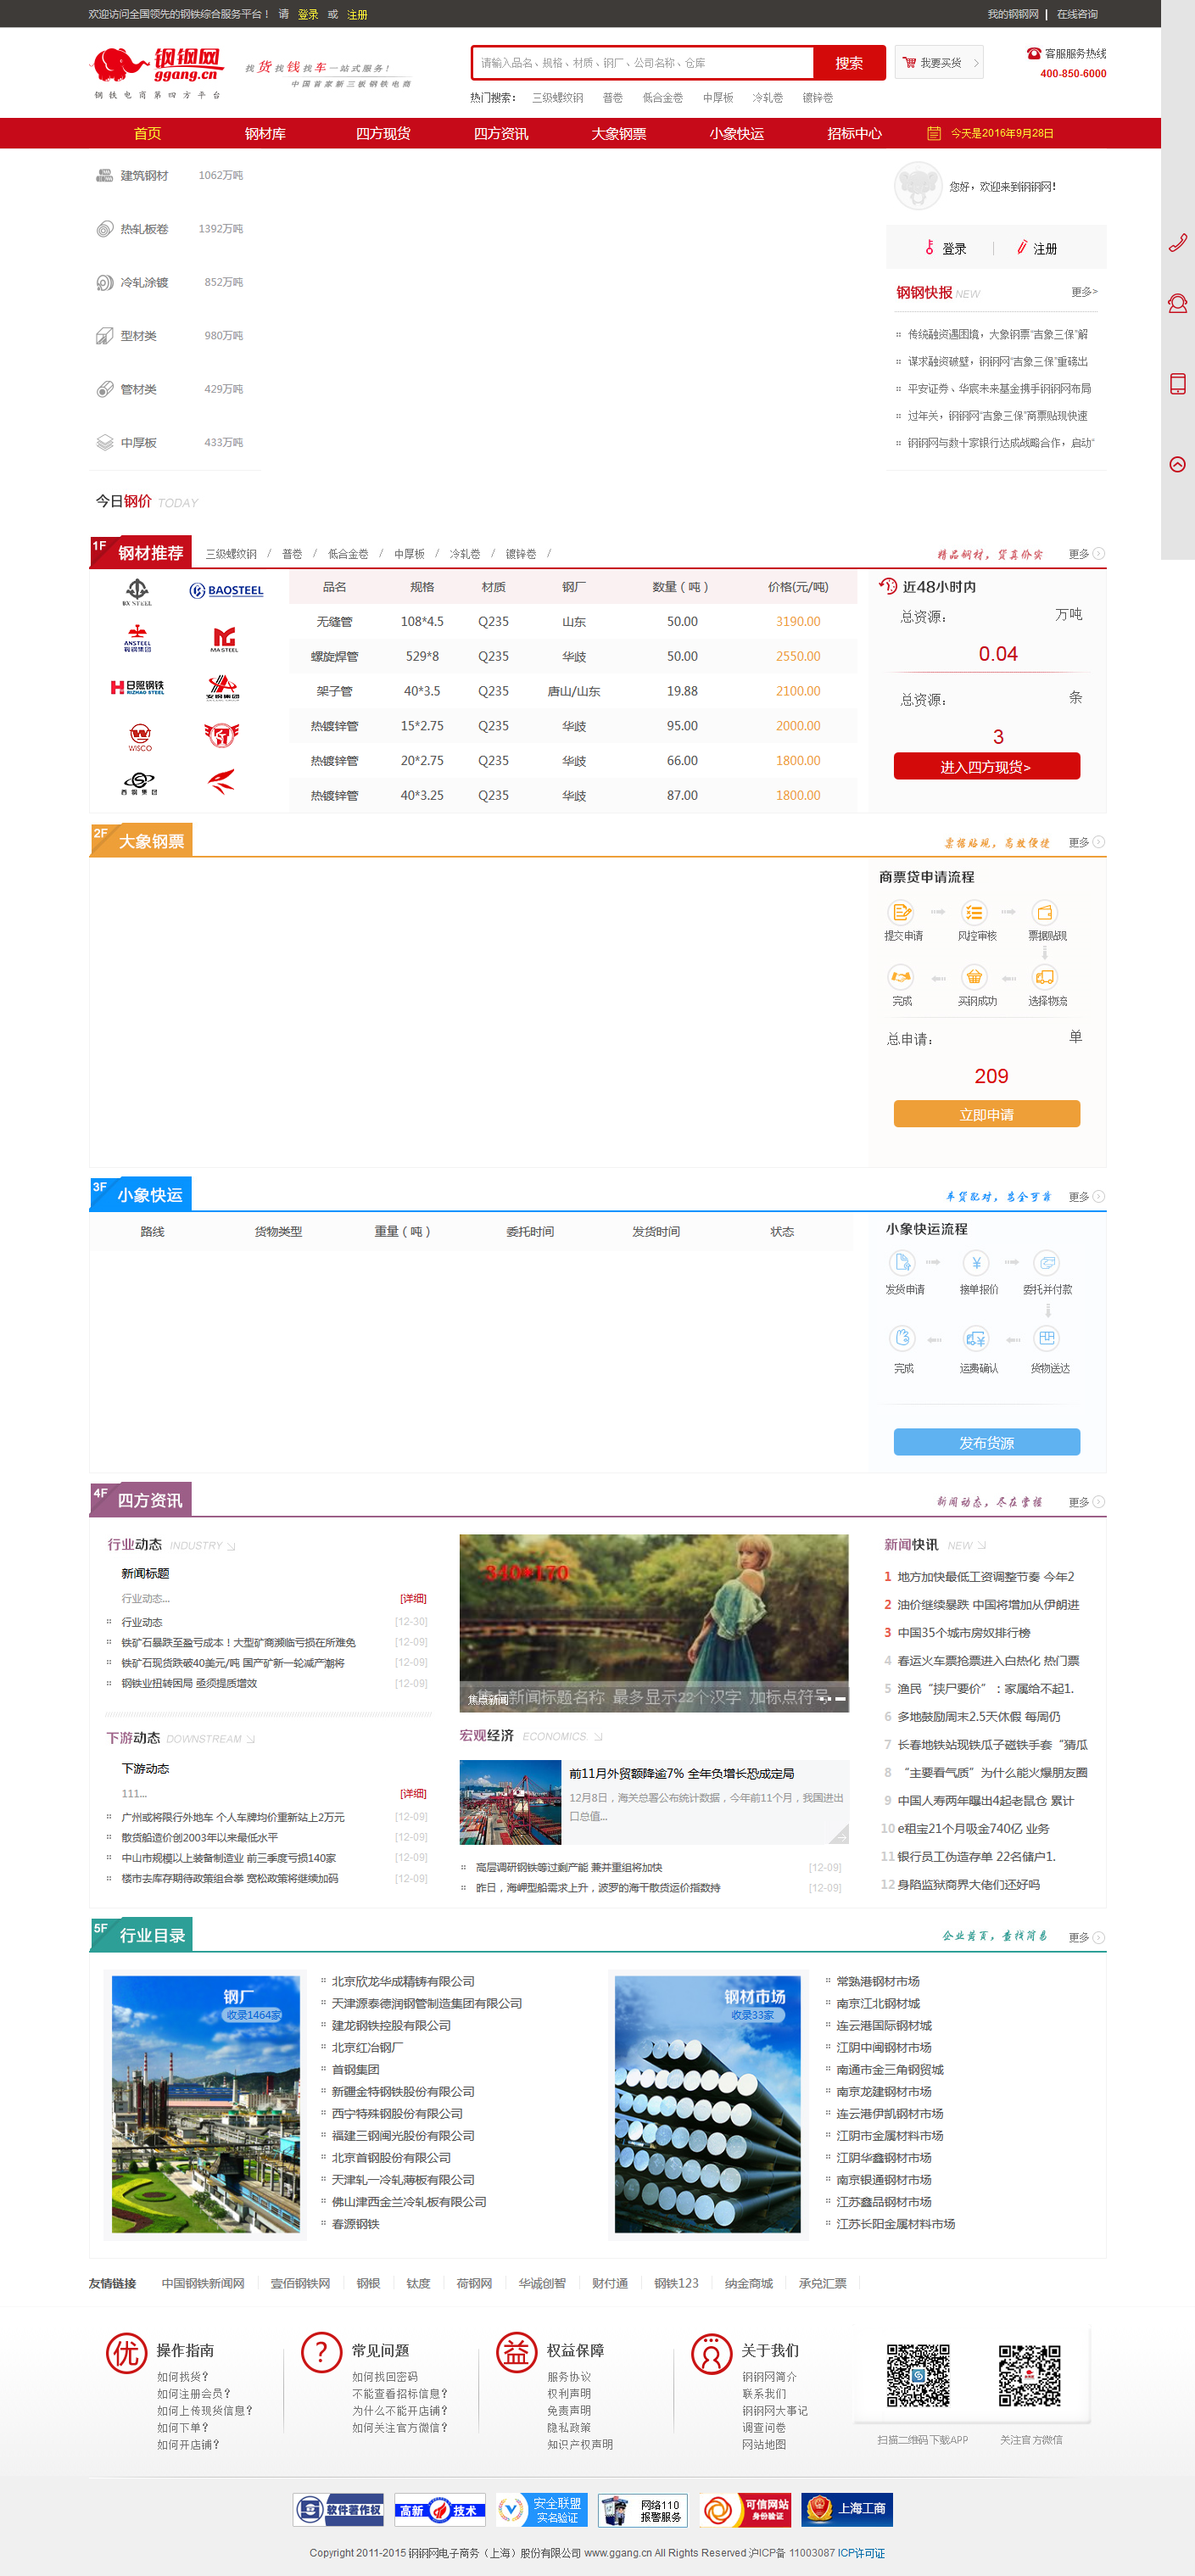 欢迎访问全国领先的钢铁综合服务平台！ 请 登录 或 注册
我的钢钢网 | 在线咨询
钢钢网
ggang.cn
钢铁电商第四方平台
找货找钱找车一站式服务！
中国首家新三板钢铁电商
请输入品名、规格、材质、钢厂、公司名称、仓库
搜索
我要买货
客服服务热线
400-850-6000
热门搜索： 三级螺纹钢 普卷 低合金卷 中厚板 冷轧卷 镀锌卷
首页 钢材库 四方现货 四方资讯 大象钢票 小象快运 招标中心 今天是2016年9月28日
建筑钢材 1062万吨
热轧板卷 1392万吨
冷轧涂镀 852万吨
型材类 980万吨
管材类 429万吨
中厚板 433万吨
您好，欢迎来到钢钢网！
登录 注册
钢钢快报 NEW 更多>
传统融资遇困境，大象钢票“吉象三保”解
谋求融资破壁，钢钢网“吉象三保”重磅出
平安证券、华宸未来基金携手钢钢网布局
过年关，钢钢网“吉象三保”商票贴现快速
钢钢网与数十家银行达成战略合作，启动“
今日钢价 TODAY
1F 钢材推荐 三级螺纹钢 / 普卷 / 低合金卷 / 中厚板 / 冷轧卷 / 镀锌卷 /
精品钢材，货真价实 更多
BX STEEL
BAOSTEEL
ANSTEEL
鞍钢集团
MA STEEL
日照钢铁
RIZHAO STEEL
安钢集团
WISCO
西钢集团
品名 规格 材质 钢厂 数量（吨） 价格(元/吨)
无缝管 108*4.5 Q235 山东 50.00 3190.00
螺旋焊管 529*8 Q235 华歧 50.00 2550.00
架子管 40*3.5 Q235 唐山/山东 19.88 2100.00
热镀锌管 15*2.75 Q235 华歧 95.00 2000.00
热镀锌管 20*2.75 Q235 华歧 66.00 1800.00
热镀锌管 40*3.25 Q235 华歧 87.00 1800.00
近48小时内
总资源： 万吨
0.04
总资源： 条
3
进入四方现货>
2F 大象钢票
票据贴现，高效便捷 更多
商票贷申请流程
提交申请 风控审核 票据贴现
完成 买钢成功 选择物流
总申请： 单
209
立即申请
3F 小象快运
车货配对，安全可靠 更多
路线 货物类型 重量（吨） 委托时间 发货时间 状态
小象快运流程
发货申请 接单报价 委托并付款
完成 运费确认 货物送达
发布货源
4F 四方资讯
新闻动态，尽在掌握 更多
行业动态 INDUSTRY
新闻标题
行业动态... [详细]
行业动态 [12-30]
铁矿石暴跌至盈亏成本！大型矿商濒临亏损在所难免 [12-09]
铁矿石现货跌破40美元/吨 国产矿新一轮减产潮将 [12-09]
钢铁业扭转困局 亟须提质增效 [12-09]
下游动态 DOWNSTREAM
下游动态
111... [详细]
广州或将限行外地车 个人车牌均价重新站上2万元 [12-09]
散货船造价创2003年以来最低水平 [12-09]
中山市规模以上装备制造业 前三季度亏损140家 [12-09]
楼市去库存期待政策组合拳 宽松政策将继续加码 [12-09]
340*170
焦点新闻标题名称 最多显示22个汉字 加标点符号
焦点新闻
宏观经济 ECONOMICS
前11月外贸额降逾7% 全年负增长恐成定局
12月8日，海关总署公布统计数据，今年前11个月，我国进出
口总值...
高层调研钢铁等过剩产能 兼并重组将加快 [12-09]
昨日，海岬型船需求上升，波罗的海干散货运价指数持 [12-09]
新闻快讯 NEW
1 地方加快最低工资调整节奏 今年2
2 油价继续暴跌 中国将增加从伊朗进
3 中国35个城市房奴排行榜
4 春运火车票抢票进入白热化 热门票
5 渔民“挟尸要价”：家属给不起1.
6 多地鼓励周末2.5天休假 每周仍
7 长春地铁站现铁瓜子磁铁手套“猜瓜
8 “主要看气质”为什么能火爆朋友圈
9 中国人寿两年曝出4起老鼠仓 累计
10 e租宝21个月吸金740亿 业务
11 银行员工伪造存单 22名储户1.
12 身陷监狱商界大佬们还好吗
5F 行业目录
企业黄页，查找简易 更多
钢厂
收录1464家
北京欣龙华成精铸有限公司
天津源泰德润钢管制造集团有限公司
建龙钢铁控股有限公司
北京红冶钢厂
首钢集团
新疆金特钢铁股份有限公司
西宁特殊钢股份有限公司
福建三钢闽光股份有限公司
北京首钢股份有限公司
天津轧一冷轧薄板有限公司
佛山津西金兰冷轧板有限公司
春源钢铁
钢材市场
收录33家
常熟港钢材市场
南京江北钢材城
连云港国际钢材城
江阴中闽钢材市场
南通市金三角钢贸城
南京龙建钢材市场
连云港伊凯钢材市场
江阴市金属材料市场
江阴华鑫钢材市场
南京银通钢材市场
江苏鑫品钢材市场
江苏长阳金属材料市场
友情链接 中国钢铁新闻网 壹佰钢铁网 钢银 钛度 荷钢网 华诚创智 财付通 钢铁123 纳金商城 承兑汇票
优 操作指南
如何找货？
如何注册会员？
如何上传现货信息？
如何下单？
如何开店铺？
? 常见问题
如何找回密码
不能查看招标信息？
为什么不能开店铺？
如何关注官方微信？
益 权益保障
服务协议
权利声明
免责声明
隐私政策
知识产权声明
关于我们
钢钢网简介
联系我们
钢钢网大事记
调查问卷
网站地图
扫描二维码下载APP 关注官方微信
软件著作权
高新技术
安全联盟
实名验证
网络110
报警服务
可信网站
身份验证
上海工商
Copyright 2011-2015 钢钢网电子商务（上海）股份有限公司 www.ggang.cn All Rights Reserved 沪ICP备 11003087 ICP许可证